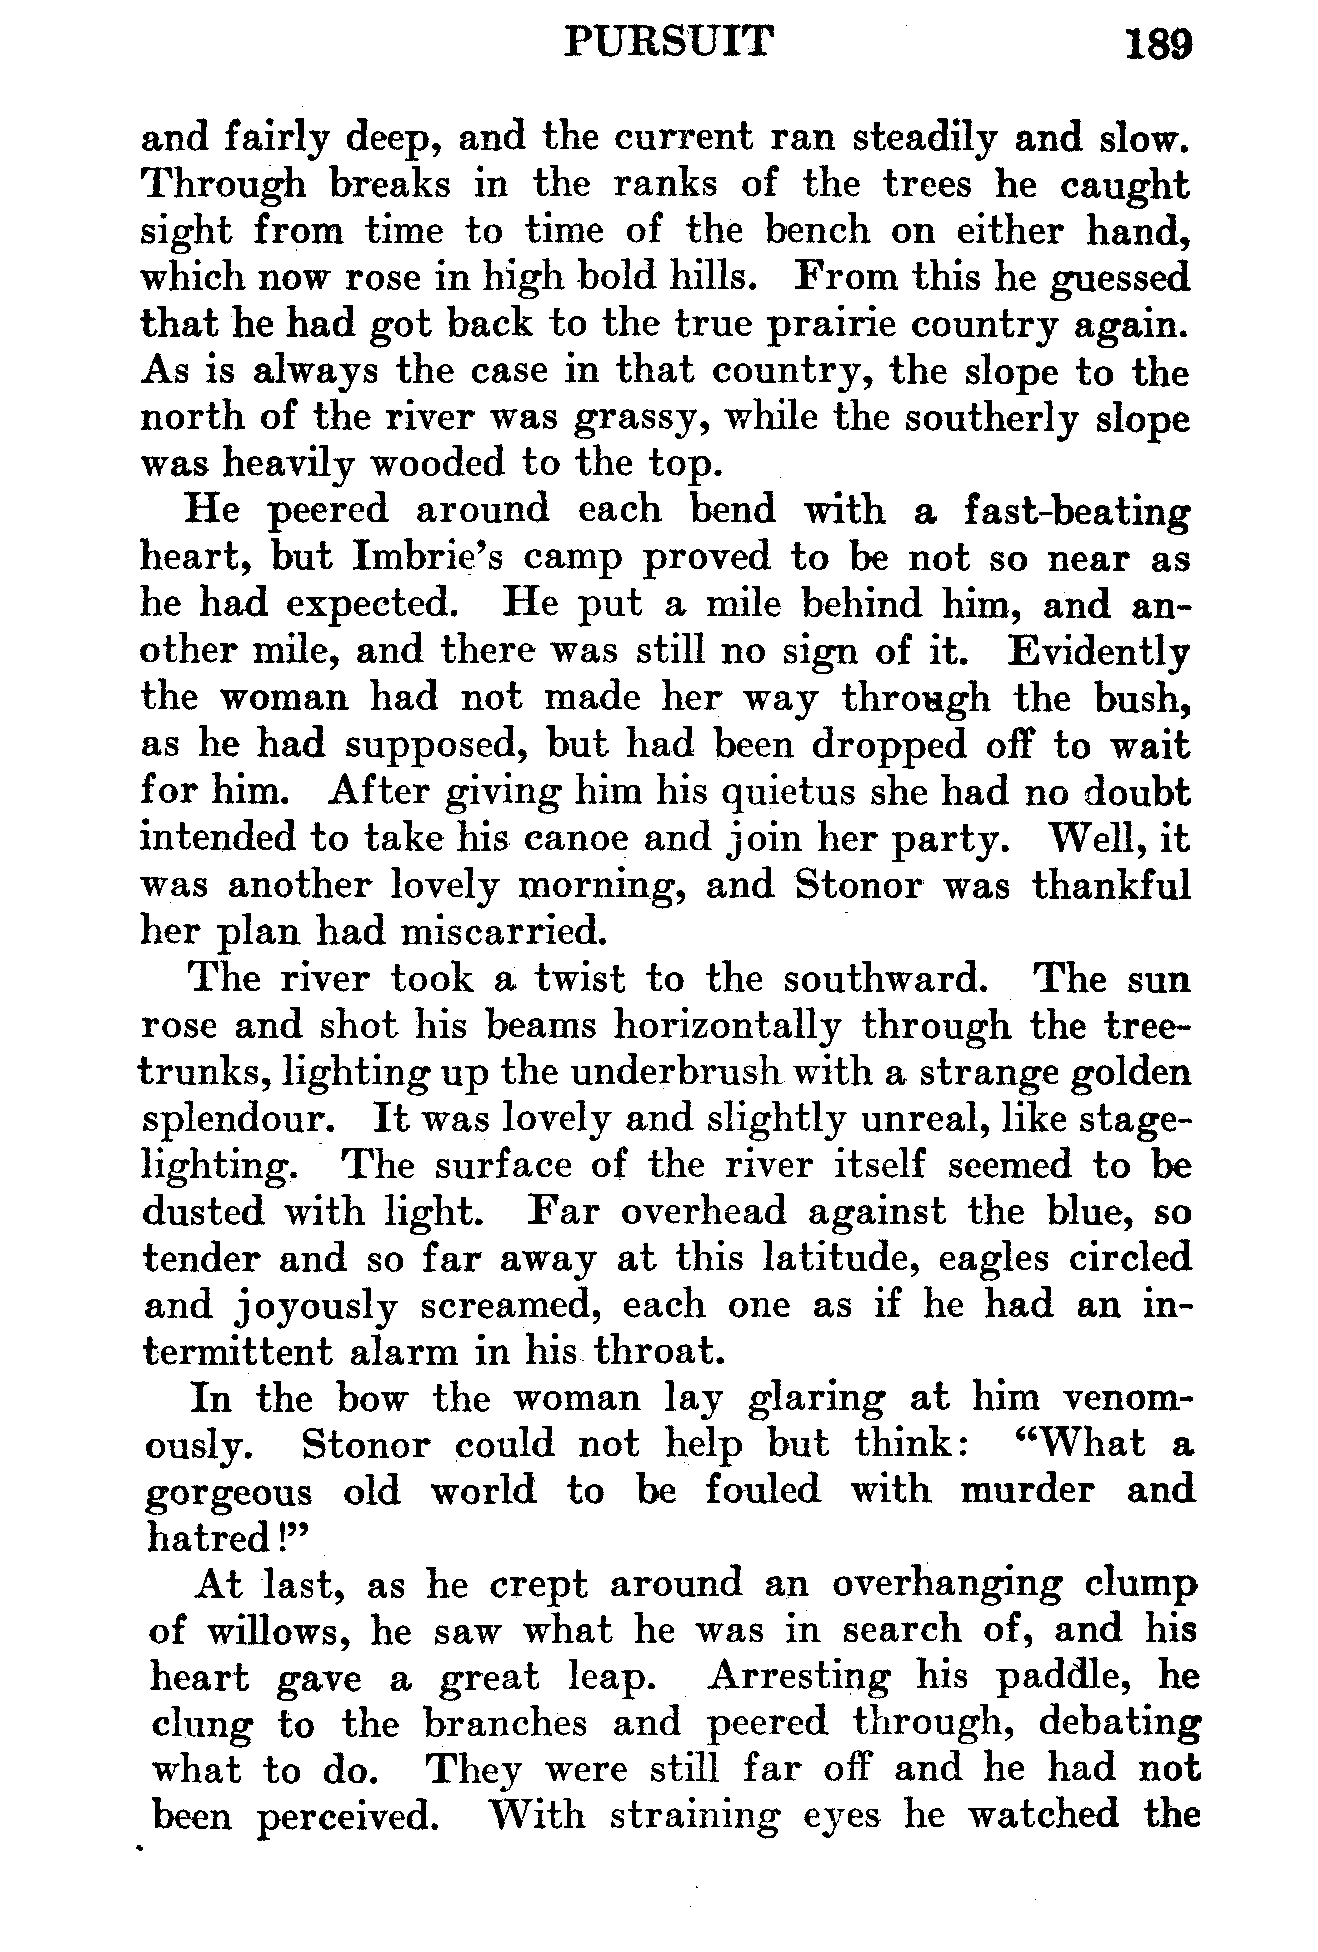 PURSUIT 189
and fairly deep, and the current ran steadily and slow.
Through breaks in the ranks of the trees he caught
sight from time to time of the bench on either hand,
which now rose in high bold hills. From this he guessed
that he had got back to the true prairie country again.
As is always the case in that country, the slope to the
north of the river was grassy, while the southerly slope
was heavily wooded to the top.
He peered around each bend with a fast-beating
heart, but Imbrie's camp proved to be not so near as
he had expected. He put a mile behind him, and an-
other mile, and there was still no sign of it. Evidently
the woman had not made her way through the bush,
as he had supposed, but had been dropped off to wait
for him. After giving him his quietus she had no doubt
intended to take his canoe and join her party. Well, it
was another lovely morning, and Stonor was thankful
her plan had miscarried.
The river took a twist to the southward. The sun
rose and shot his beams horizontally through the tree-
trunks, lighting up the underbrush with a strange golden
splendour. It was lovely and slightly unreal, like stage-
lighting. The surface of the river itself seemed to be
dusted with light. Far overhead against the blue, so
tender and so far away at this latitude, eagles circled
and joyously screamed, each one as if he had an in-
termittent alarm in his throat.
In the bow the woman lay glaring at him venom-
ously. Stonor could not help but think: “What a
gorgeous old world to be fouled with murder and
hatred!”
At last, as he crept around an overhanging clump
of willows, he saw what he was in search of, and his
heart gave a great leap. Arresting his paddle, he
clung to the branches and peered through, debating
what to do. They were still far off and he had not
been perceived. With straining eyes he watched the